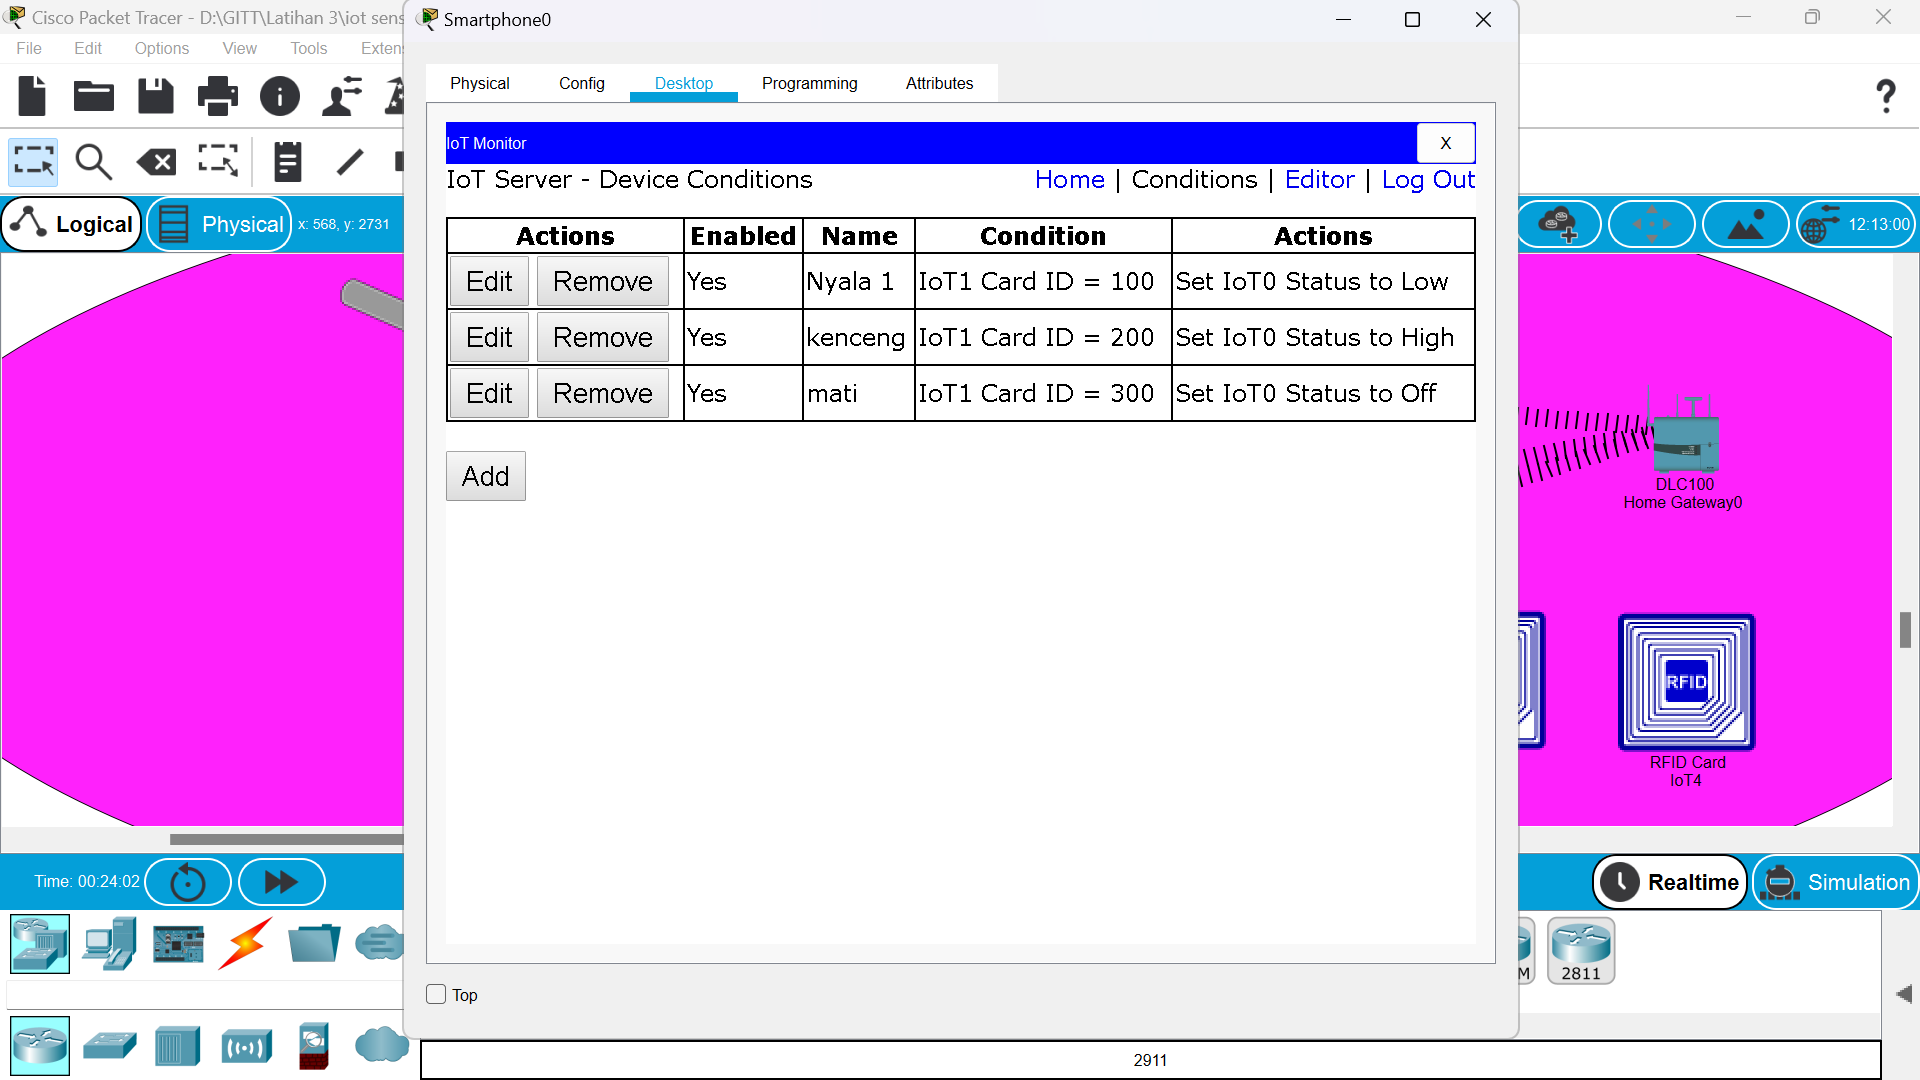 Cisco Packet Tracer - D:\GITT\Latihan 3\iot sens
File Edit Options View Tools Exten
Logical
Physical
x: 568, y: 2731
Smartphone0
Physical Config Desktop Programming Attributes
IoT Monitor
X
IoT Server - Device Conditions
Home | Conditions | Editor | Log Out
Actions Enabled Name Condition Actions
Edit Remove Yes Nyala 1 IoT1 Card ID = 100 Set IoT0 Status to Low
Edit Remove Yes kenceng IoT1 Card ID = 200 Set IoT0 Status to High
Edit Remove Yes mati IoT1 Card ID = 300 Set IoT0 Status to Off
Add
Top
12:13:00
DLC100
Home Gateway0
RFID
RFID Card
IoT4
Time: 00:24:02
Realtime
Simulation
M
2811
2911